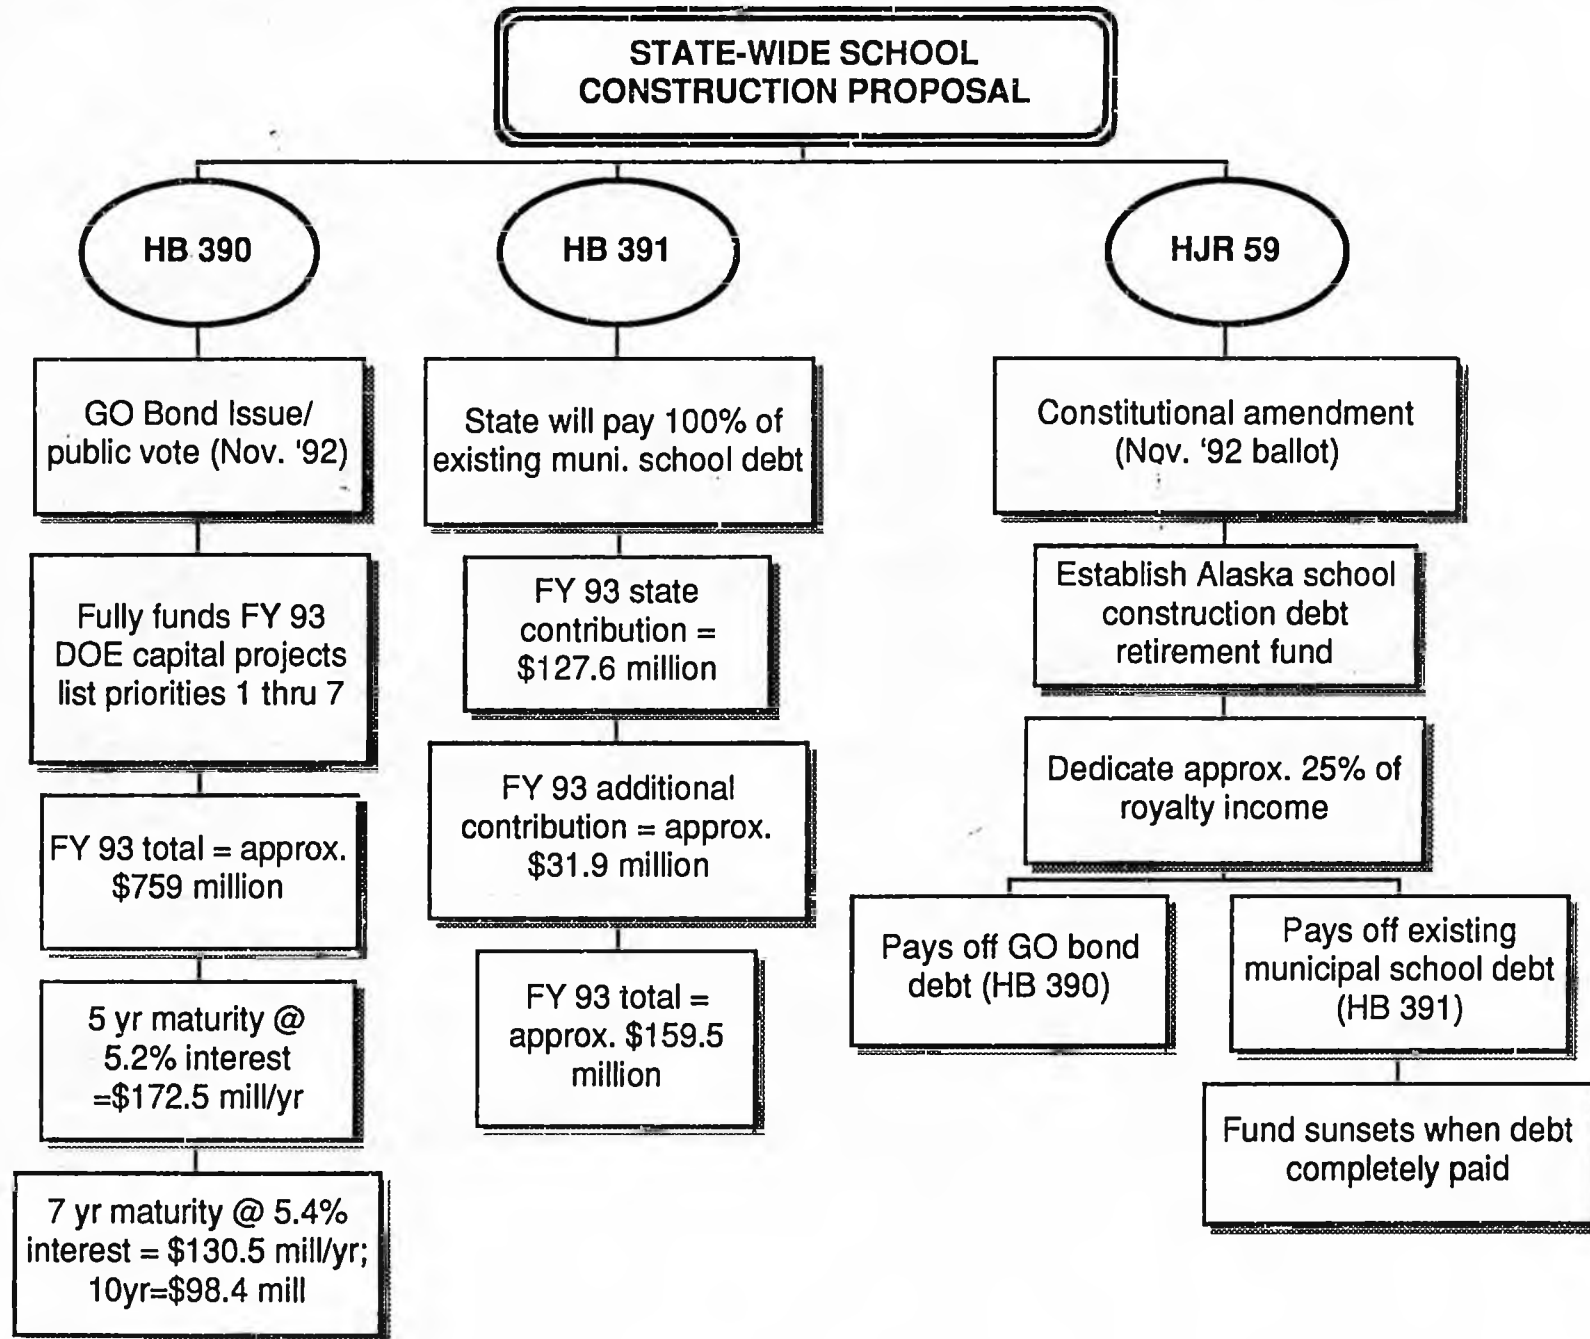 STATE-WIDE SCHOOL
CONSTRUCTION PROPOSAL
HB 390
GO Bond Issue/
public vote (Nov. '92)
Fully funds FY 93
DOE capital projects
list priorities 1 thru 7
FY 93 total = approx.
$759 million
5 yr maturity @
5.2% interest
=$172.5 mill/yr
7 yr maturity @ 5.4%
interest = $130.5 mill/yr;
10yr=$98.4 mill
HB 391
State will pay 100% of
existing muni. school debt
FY 93 state
contribution =
$127.6 million
FY 93 additional
contribution = approx.
$31.9 million
FY 93 total =
approx. $159.5
million
HJR 59
Constitutional amendment
(Nov. '92 ballot)
Establish Alaska school
construction debt
retirement fund
Dedicate approx. 25% of
royalty income
Pays off GO bond
debt (HB 390)
Pays off existing
municipal school debt
(HB 391)
Fund sunsets when debt
completely paid